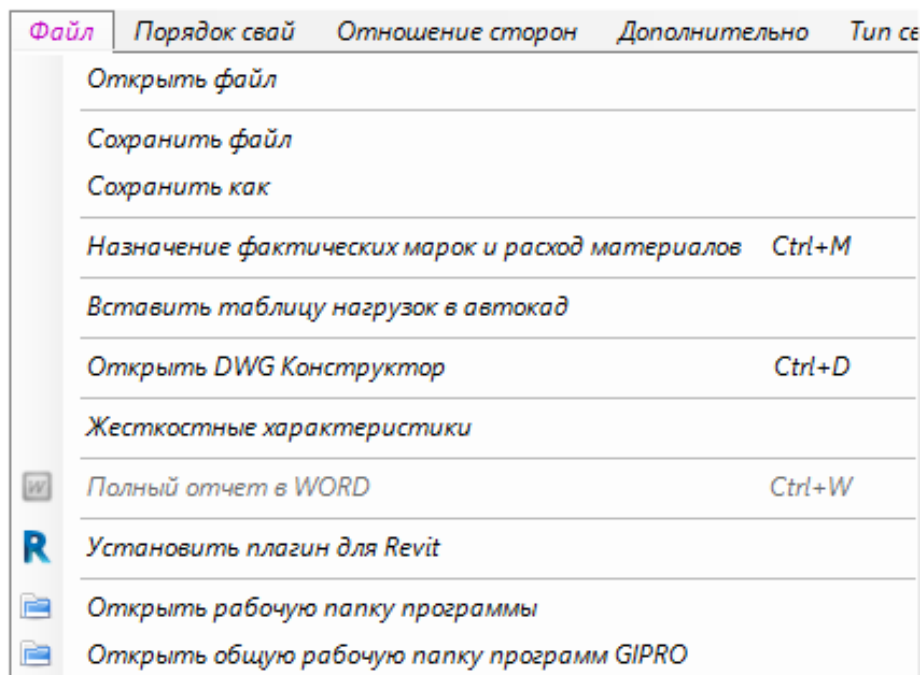 Файл Порядок свай Отношение сторон Дополнительно Тип се
Открыть файл
Сохранить файл
Сохранить как
Назначение фактических марок и расход материалов Ctrl+M
Вставить таблицу нагрузок в автокад
Открыть DWG Конструктор Ctrl+D
Жесткостные характеристики
W Полный отчет в WORD Ctrl+W
R Установить плагин для Revit
Открыть рабочую папку программы
Открыть общую рабочую папку программ GIPRO